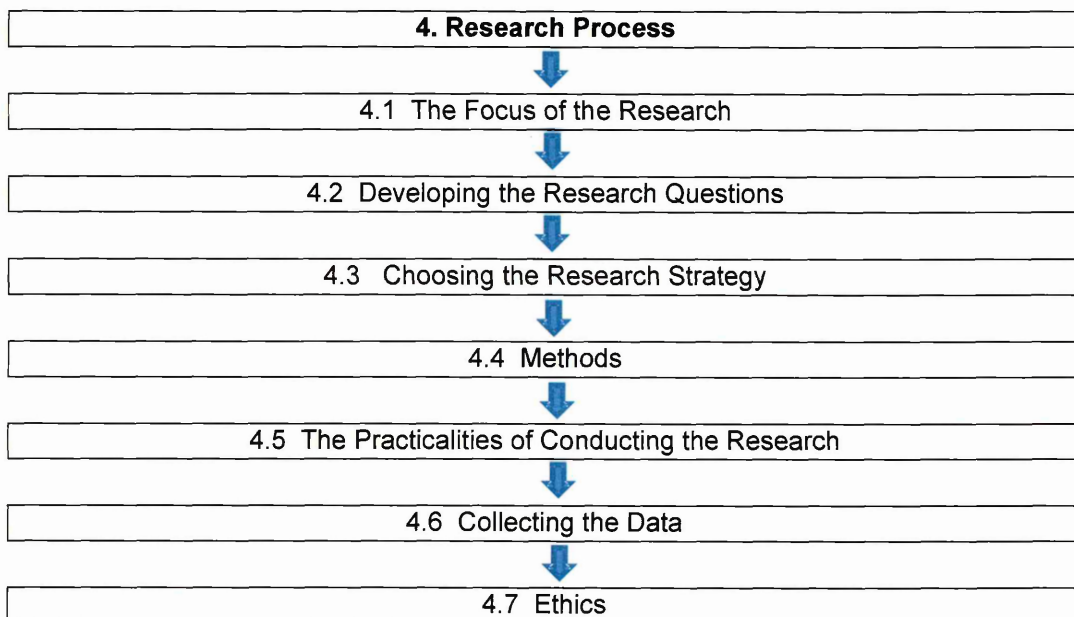 4. Research Process
4.1 The Focus of the Research
4.2 Developing the Research Questions
4.3 Choosing the Research Strategy
4.4 Methods
4.5 The Practicalities of Conducting the Research
4.6 Collecting the Data
4.7 Ethics